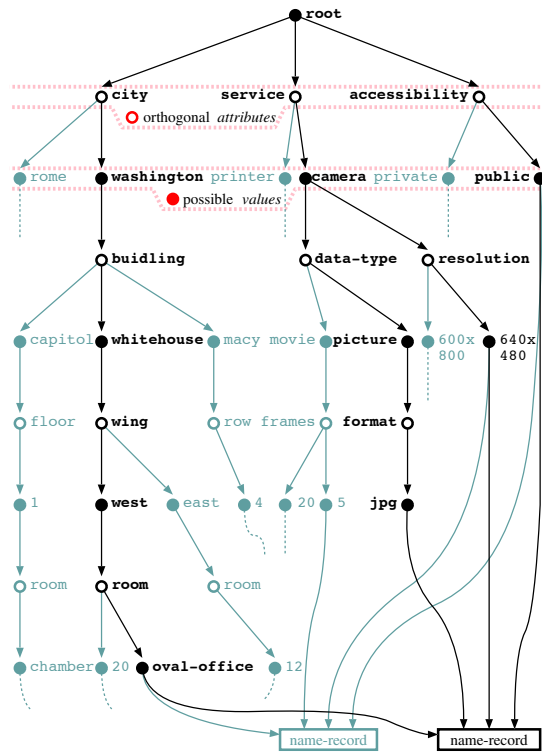 root
city service accessibility
orthogonal attributes
rome washington printer camera private public
possible values
buidling data-type resolution
capitol whitehouse macy movie picture 600x 640x
800 480
floor wing row frames format
1 west east 4 20 5 jpg
room room room
chamber 20 oval-office 12
name-record name-record